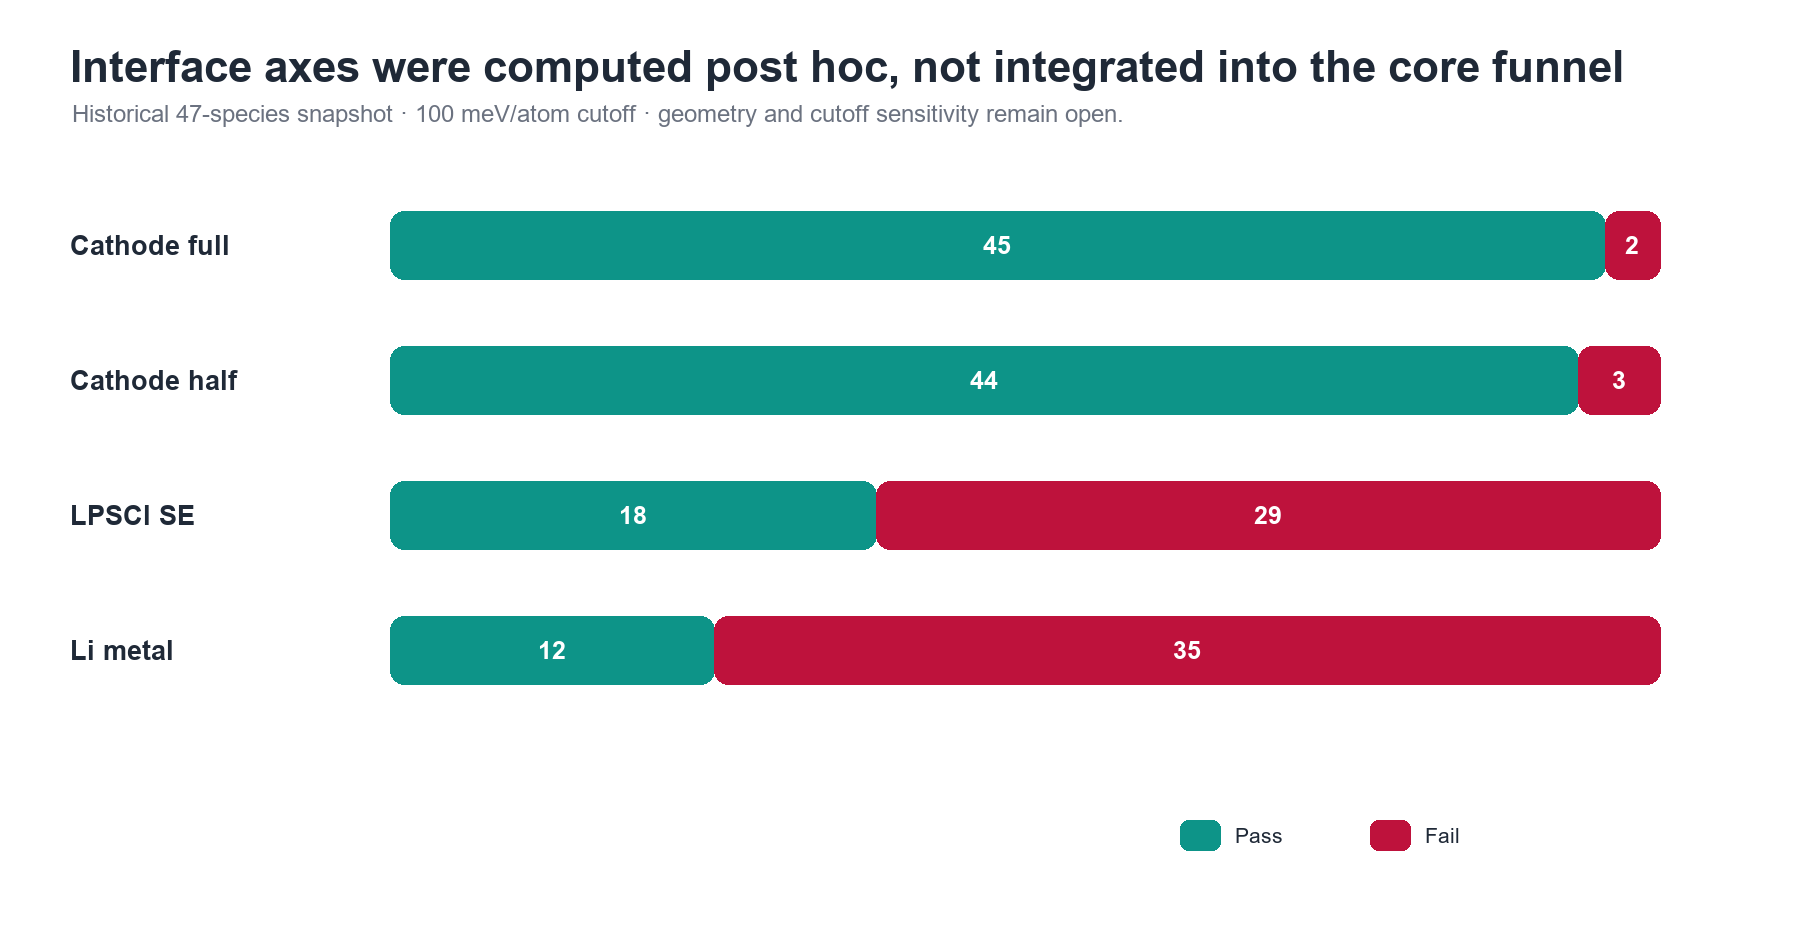 Interface axes were computed post hoc, not integrated into the core funnel
Historical 47-species snapshot · 100 meV/atom cutoff · geometry and cutoff sensitivity remain open.
Cathode full
45
2
Cathode half
44
3
LPSCl SE
18
29
Li metal
12
35
Pass
Fail